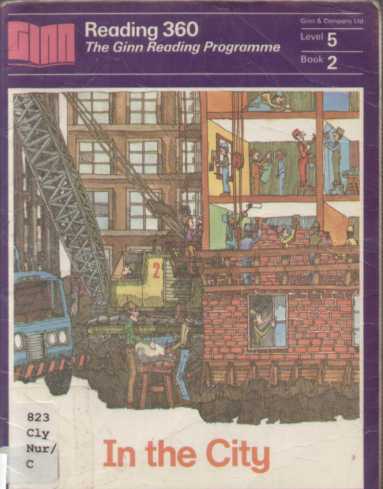 Ginn
Reading 360
The Ginn Reading Programme
Ginn & Company Ltd
Level 5
Book 2
2
823
Cly
Nur/
C
In the City